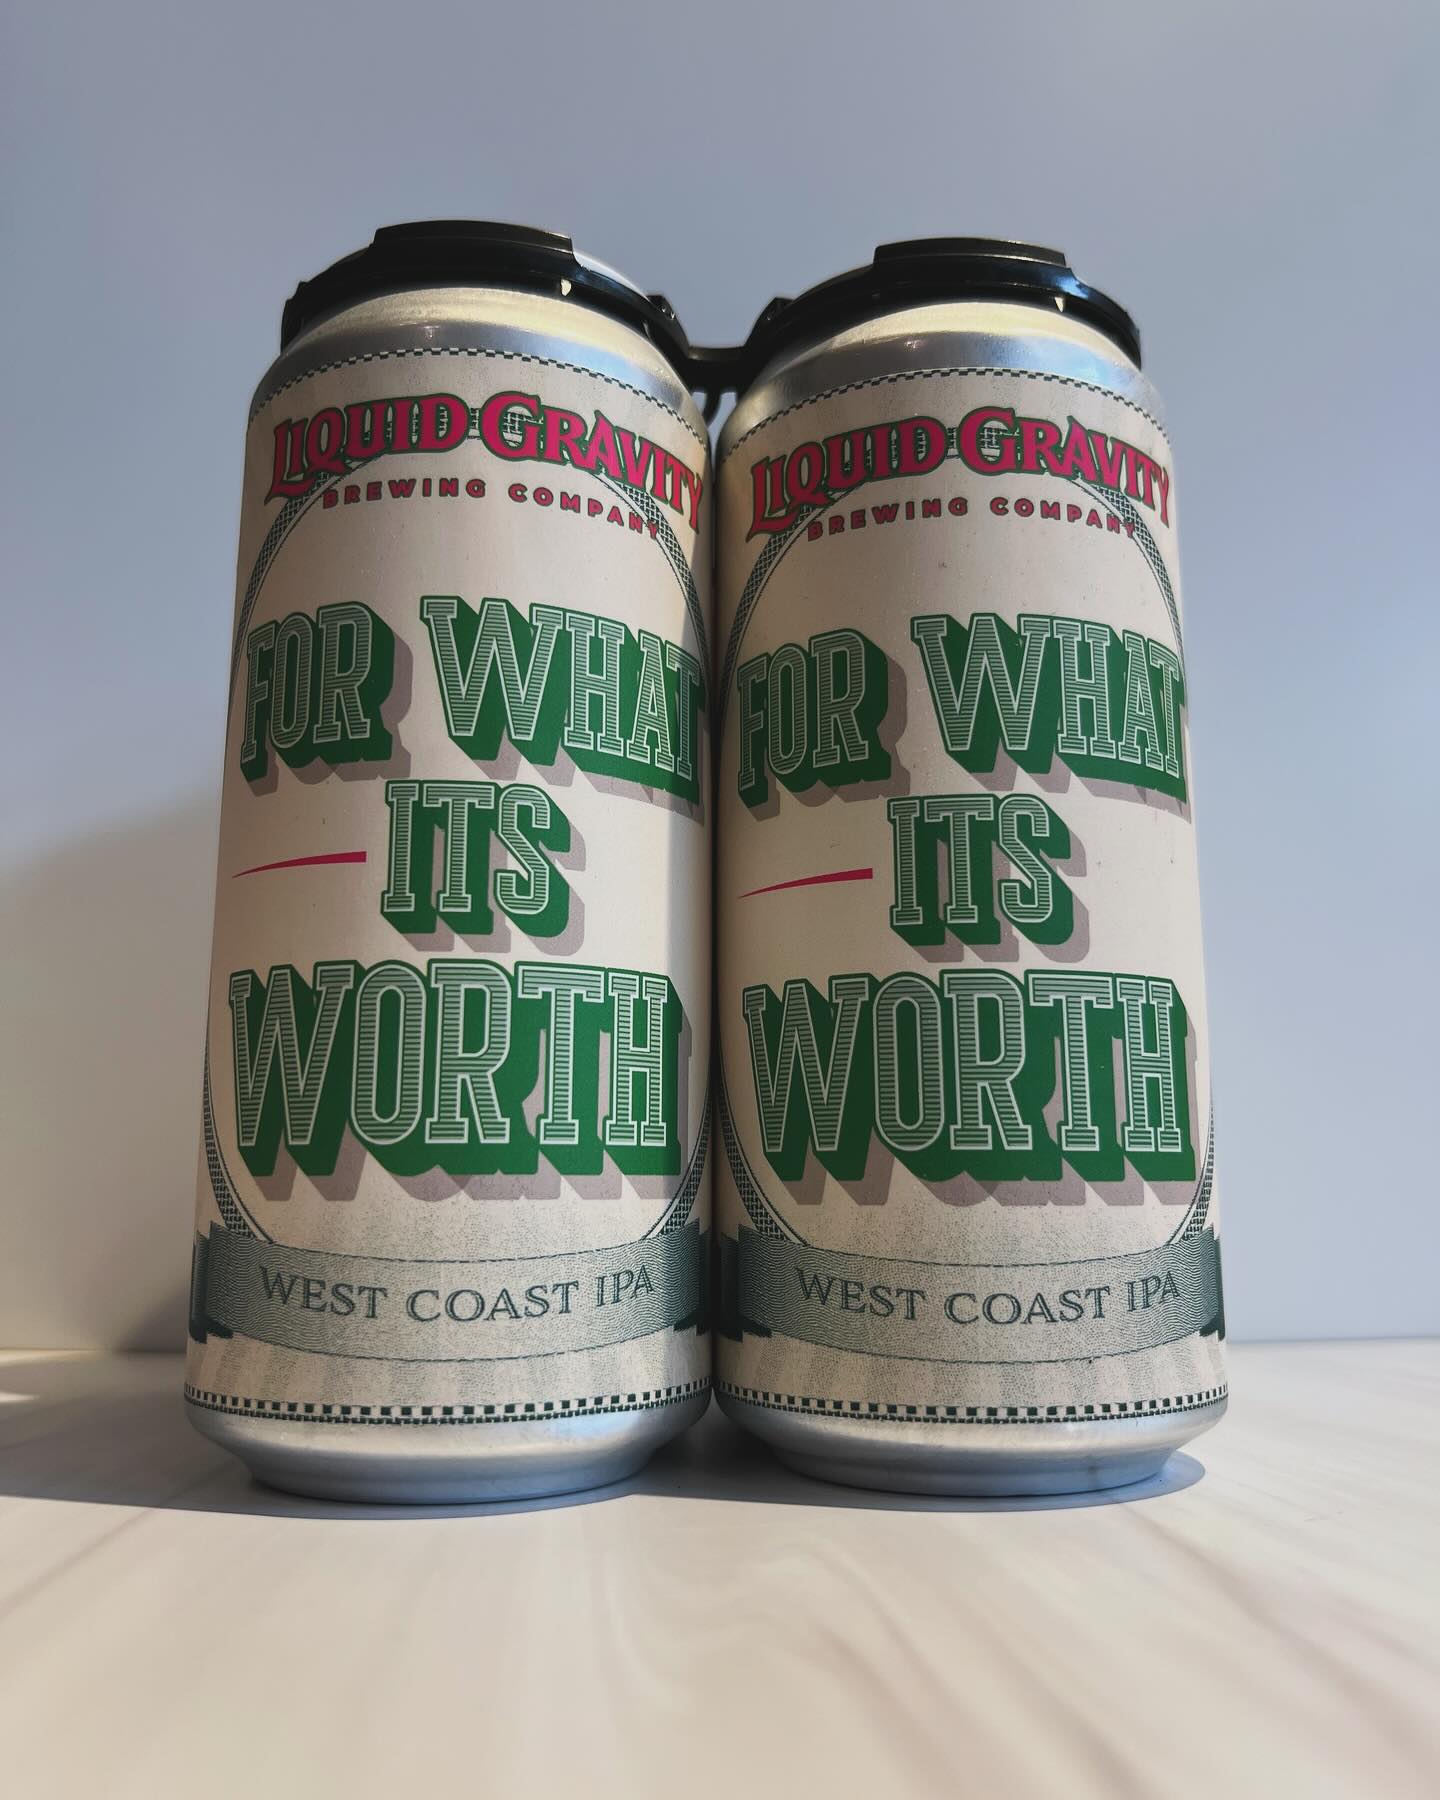 LIQUID GRAVITY
BREWING COMPANY
FOR WHAT
ITS
WORTH
WEST COAST IPA
LIQUID GRAVITY
BREWING COMPANY
FOR WHAT
ITS
WORTH
WEST COAST IPA